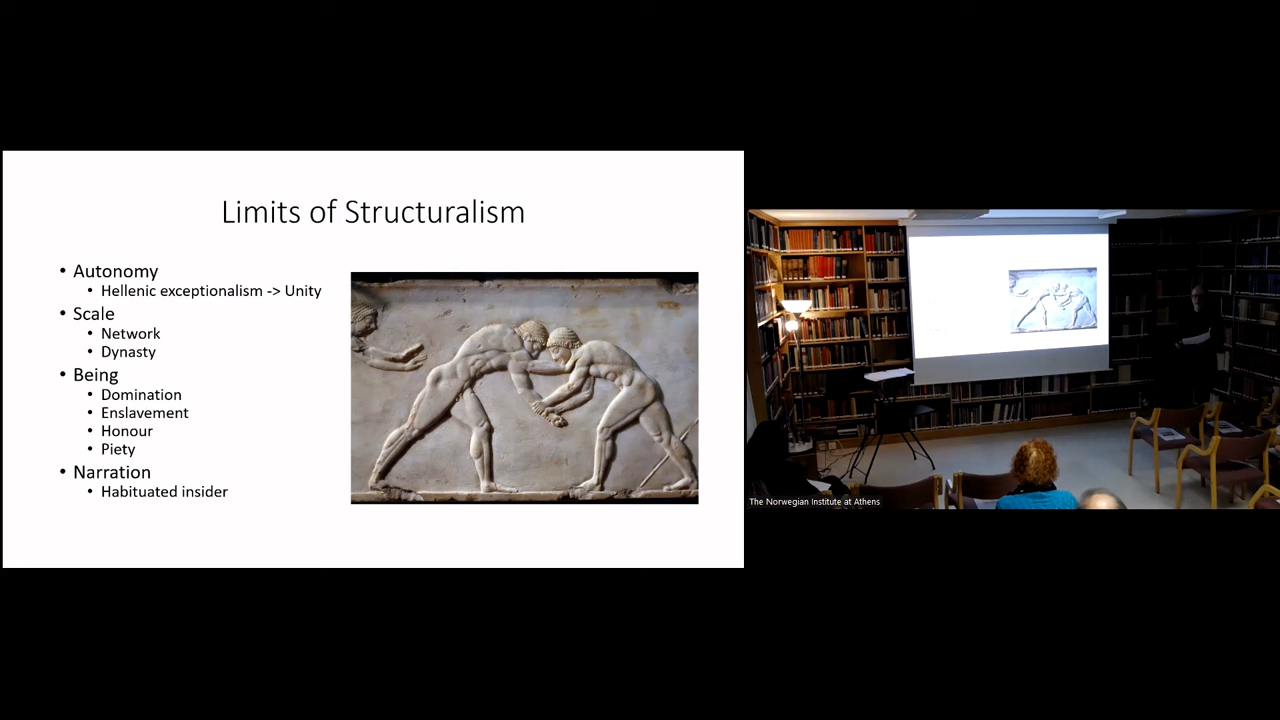 Limits of Structuralism
• Autonomy
• Hellenic exceptionalism -> Unity
• Scale
• Network
• Dynasty
• Being
• Domination
• Enslavement
• Honour
• Piety
• Narration
• Habituated insider
The Norwegian Institute at Athens